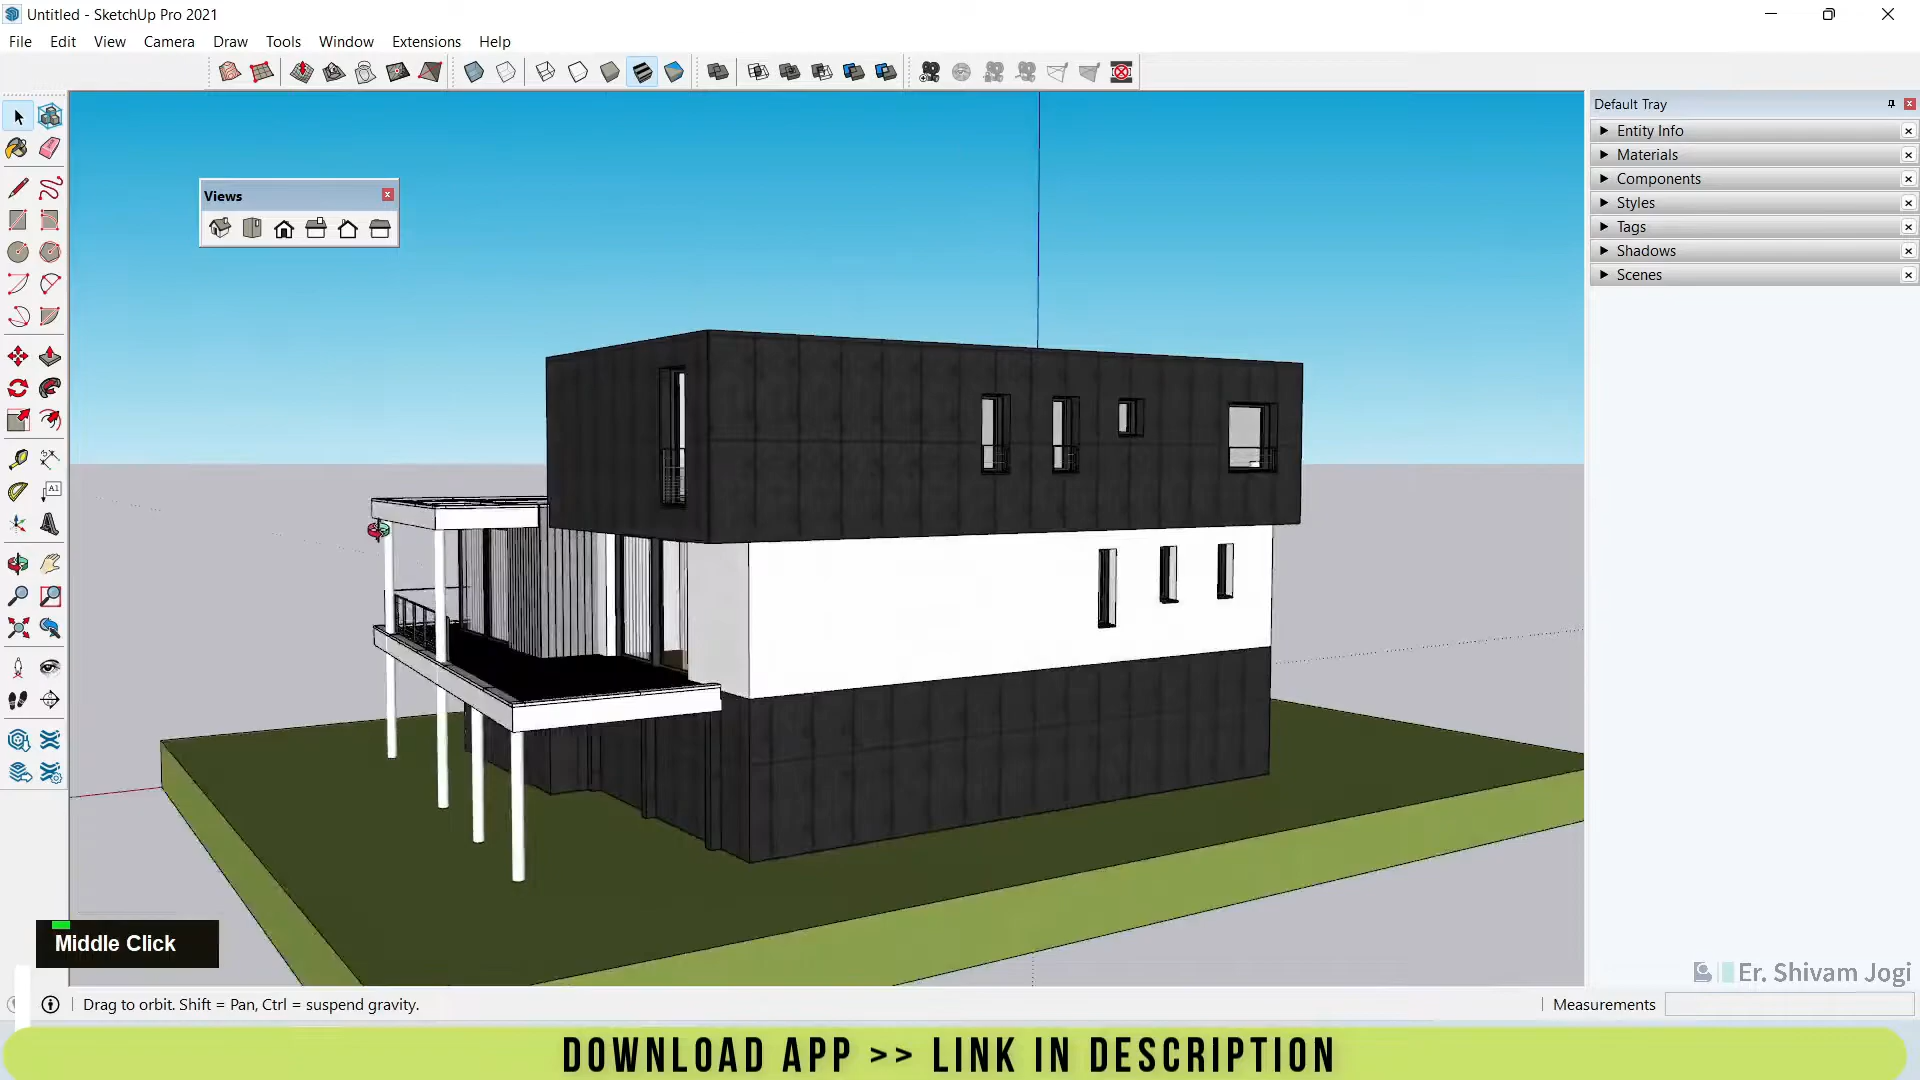 Untitled - SketchUp Pro 2021
File Edit View Camera Draw Tools Window Extensions Help
Default Tray
Entity Info
Materials
Components
Styles
Tags
Shadows
Scenes
Views
A1
Middle Click
Er. Shivam Jogi
Drag to orbit. Shift = Pan, Ctrl = suspend gravity.
Measurements
DOWNLOAD APP >> LINK IN DESCRIPTION